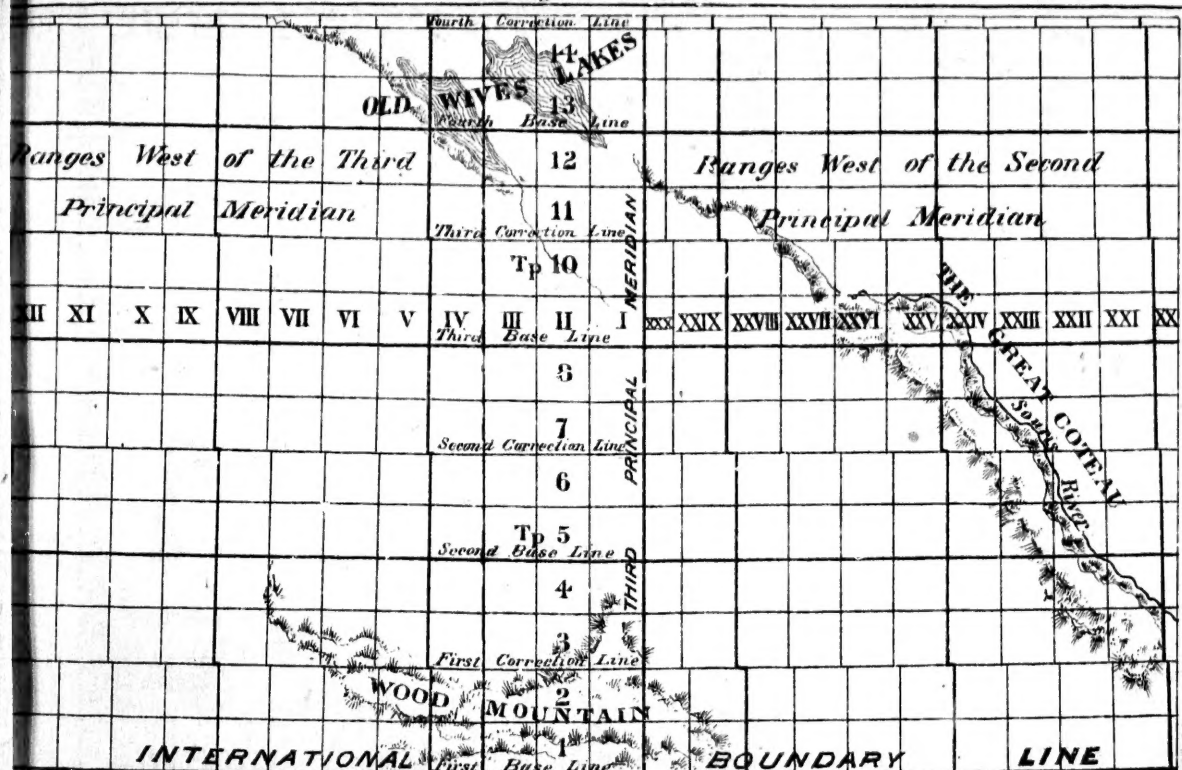 Fourth Correction Line
14
LAKES
OLD WIVES
13
Fourth Base Line
Ranges West of the Third
12
Ranges West of the Second
Principal Meridian
11
Principal Meridian
Third Correction Line
Tp 10
XII XI X IX VIII VII VI V IV III II I XXX XXIX XXVIII XXVII XXVI XXV XXIV XXIII XXII XXI XX
Third Base Line
8
THE GREAT COTEAU
Souris River
7
Second Correction Line
6
THIRD PRINCIPAL MERIDIAN
Tp 5
Second Base Line
4
3
First Correction Line
2
WOOD MOUNTAIN
1
INTERNATIONAL BOUNDARY LINE
First Base Line